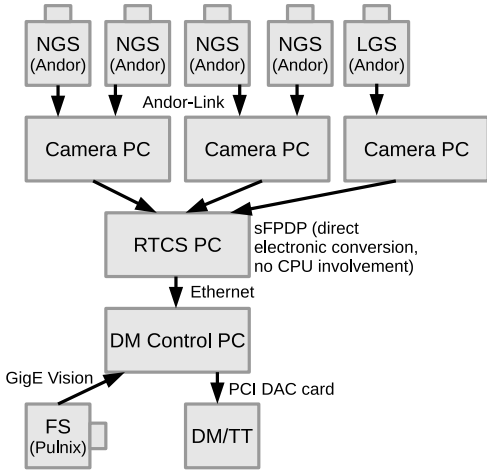 NGS
(Andor)
NGS
(Andor)
NGS
(Andor)
NGS
(Andor)
LGS
(Andor)
Andor-Link
Camera PC
Camera PC
Camera PC
RTCS PC
sFPDP (direct
electronic conversion,
no CPU involvement)
Ethernet
DM Control PC
GigE Vision
PCI DAC card
FS
(Pulnix)
DM/TT